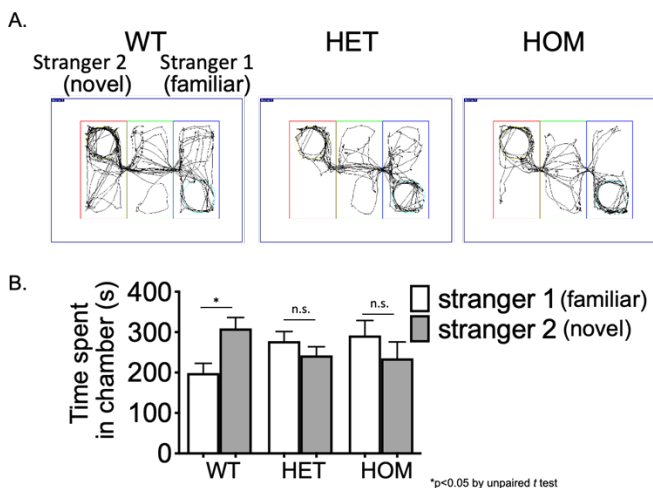 A.
WT HET HOM
Stranger 2 Stranger 1
(novel) (familiar)
B.
Time spent
in chamber (s)
400
300
200
100
0
* n.s. n.s.
WT HET HOM
stranger 1 (familiar)
stranger 2 (novel)
*p<0.05 by unpaired t test